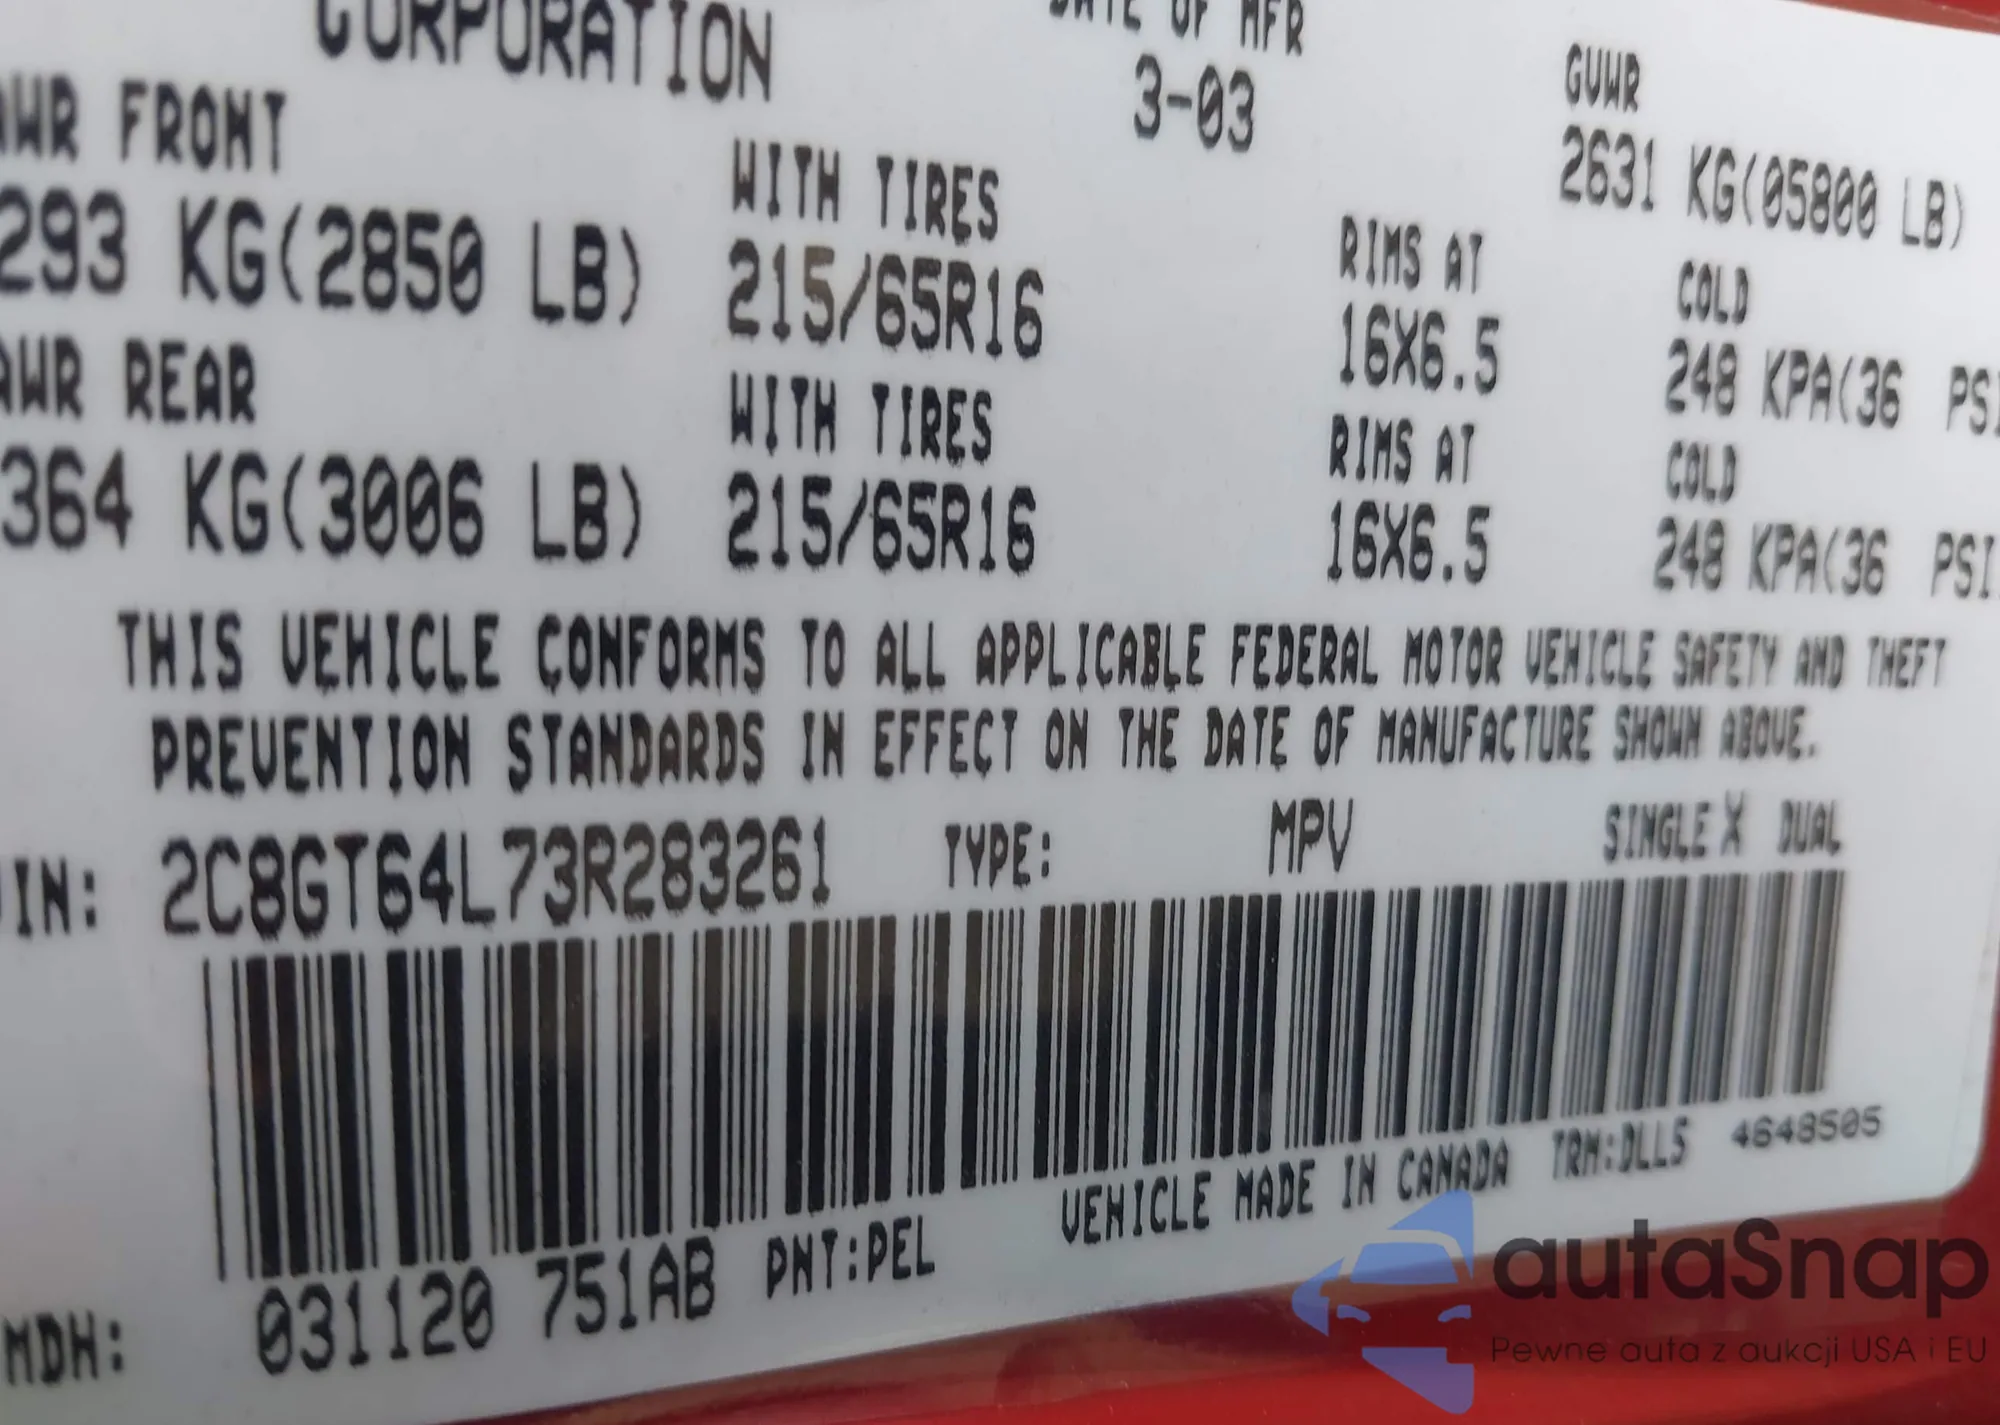 CORPORATION DATE OF MFR GVWR
3-03
AWR FRONT WITH TIRES 2631 KG(05800 LB)
293 KG(2850 LB) 215/65R16 RIMS AT 16X6.5 COLD 248 KPA(36 PSI
AWR REAR WITH TIRES RIMS AT COLD
364 KG(3006 LB) 215/65R16 16X6.5 248 KPA(36 PSI
THIS VEHICLE CONFORMS TO ALL APPLICABLE FEDERAL MOTOR VEHICLE SAFETY AND THEFT
PREVENTION STANDARDS IN EFFECT ON THE DATE OF MANUFACTURE SHOWN ABOVE.
IN: 2C8GT64L73R283261 TYPE: MPV SINGLE X DUAL
MDH: 031120 751AB PNT:PEL VEHICLE MADE IN CANADA TRM:DLL5 4648505
autaSnap
Pewne auta z aukcji USA i EU